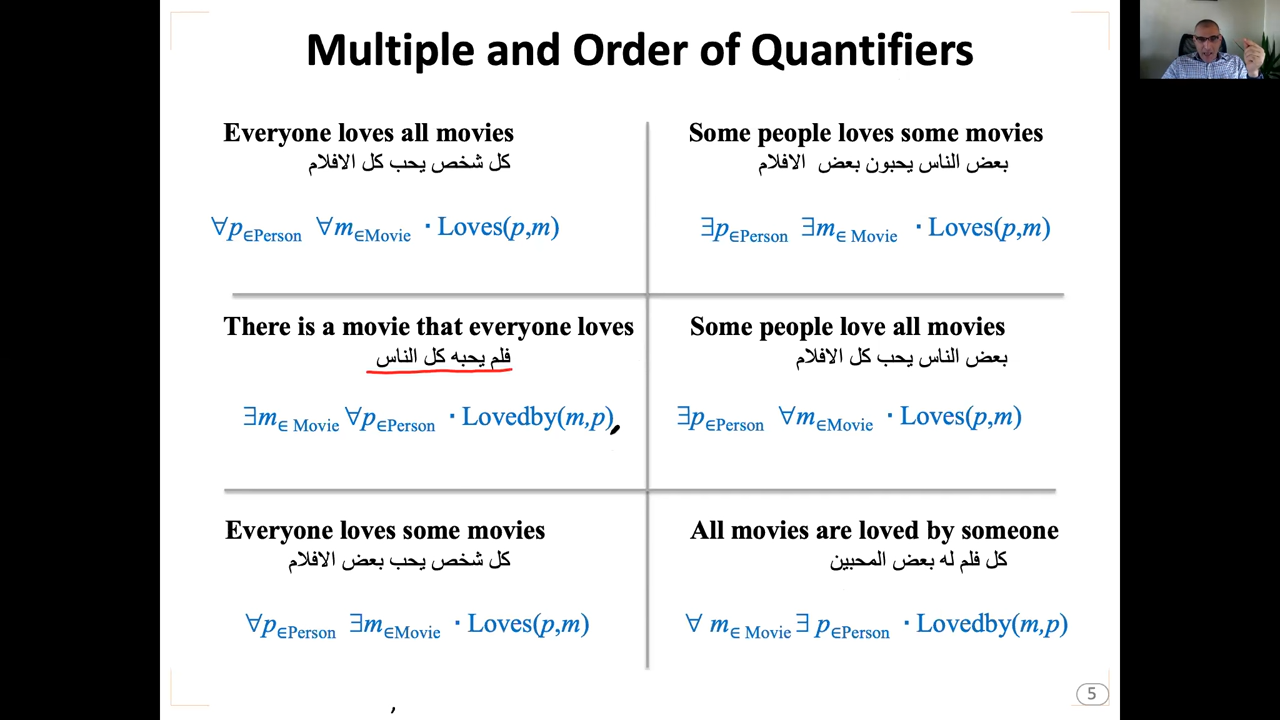 Multiple and Order of Quantifiers
Everyone loves all movies
كل شخص يحب كل الافلام
∀p∈Person ∀m∈Movie · Loves(p,m)
Some people loves some movies
بعض الناس يحبون بعض الافلام
∃p∈Person ∃m∈ Movie · Loves(p,m)
There is a movie that everyone loves
فلم يحبه كل الناس
∃m∈ Movie ∀p∈Person · Lovedby(m,p)
Some people love all movies
بعض الناس يحب كل الافلام
∃p∈Person ∀m∈Movie · Loves(p,m)
Everyone loves some movies
كل شخص يحب بعض الافلام
∀p∈Person ∃m∈Movie · Loves(p,m)
All movies are loved by someone
كل فلم له بعض المحبين
∀ m∈ Movie ∃ p∈Person · Lovedby(m,p)
5